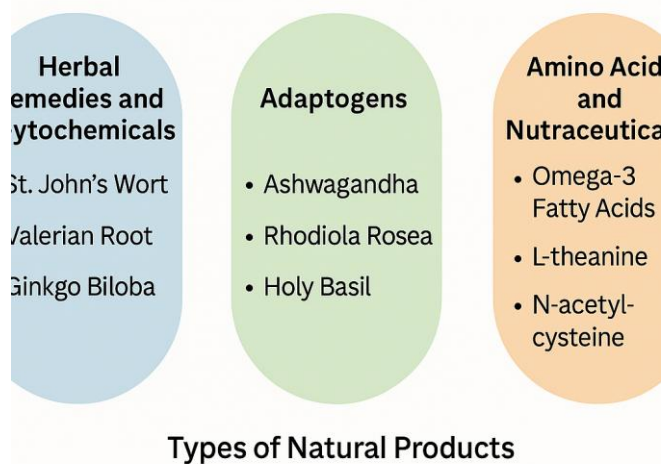 Herbal
emedies and
ytochemicals
St. John's Wort
Valerian Root
Ginkgo Biloba
Adaptogens
• Ashwagandha
• Rhodiola Rosea
• Holy Basil
Amino Acid
and
Nutraceutica
• Omega-3
Fatty Acids
• L-theanine
• N-acetyl-
cysteine
Types of Natural Products